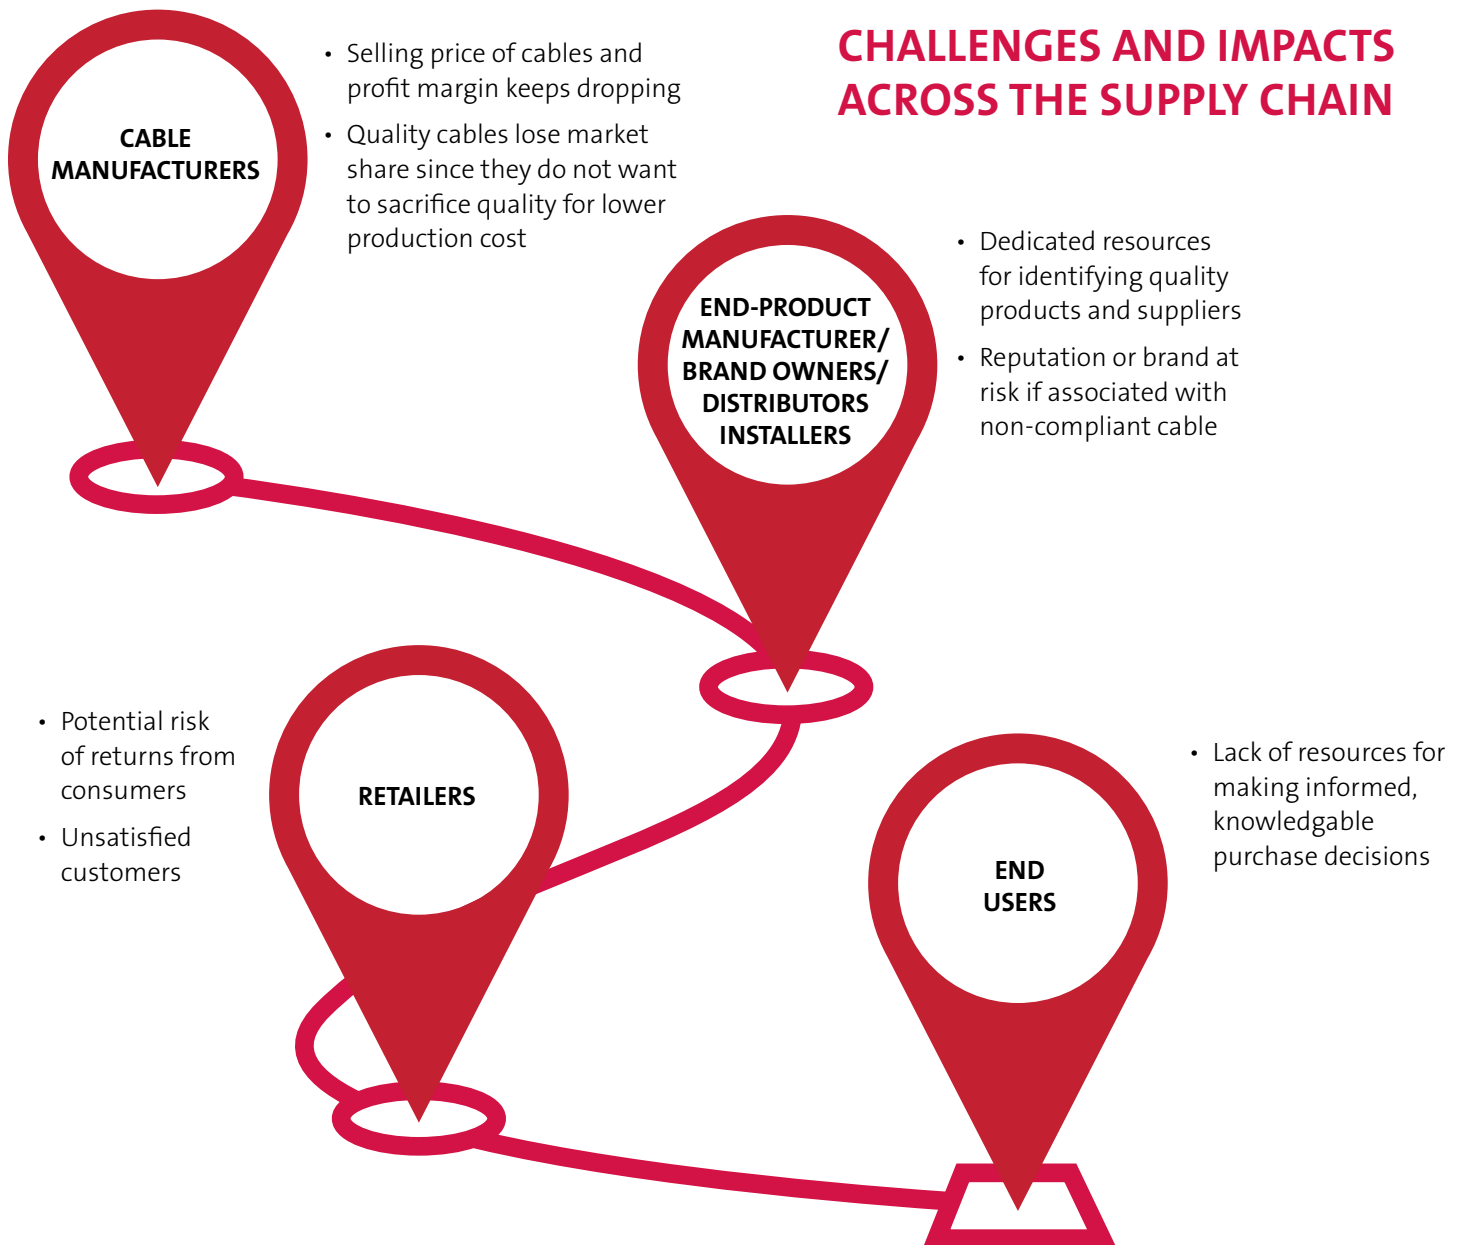 CHALLENGES AND IMPACTS
ACROSS THE SUPPLY CHAIN
CABLE
MANUFACTURERS
• Selling price of cables and
profit margin keeps dropping
• Quality cables lose market
share since they do not want
to sacrifice quality for lower
production cost
END-PRODUCT
MANUFACTURER/
BRAND OWNERS/
DISTRIBUTORS
INSTALLERS
• Dedicated resources
for identifying quality
products and suppliers
• Reputation or brand at
risk if associated with
non-compliant cable
RETAILERS
• Potential risk
of returns from
consumers
• Unsatisfied
customers
END
USERS
• Lack of resources for
making informed,
knowledgable
purchase decisions